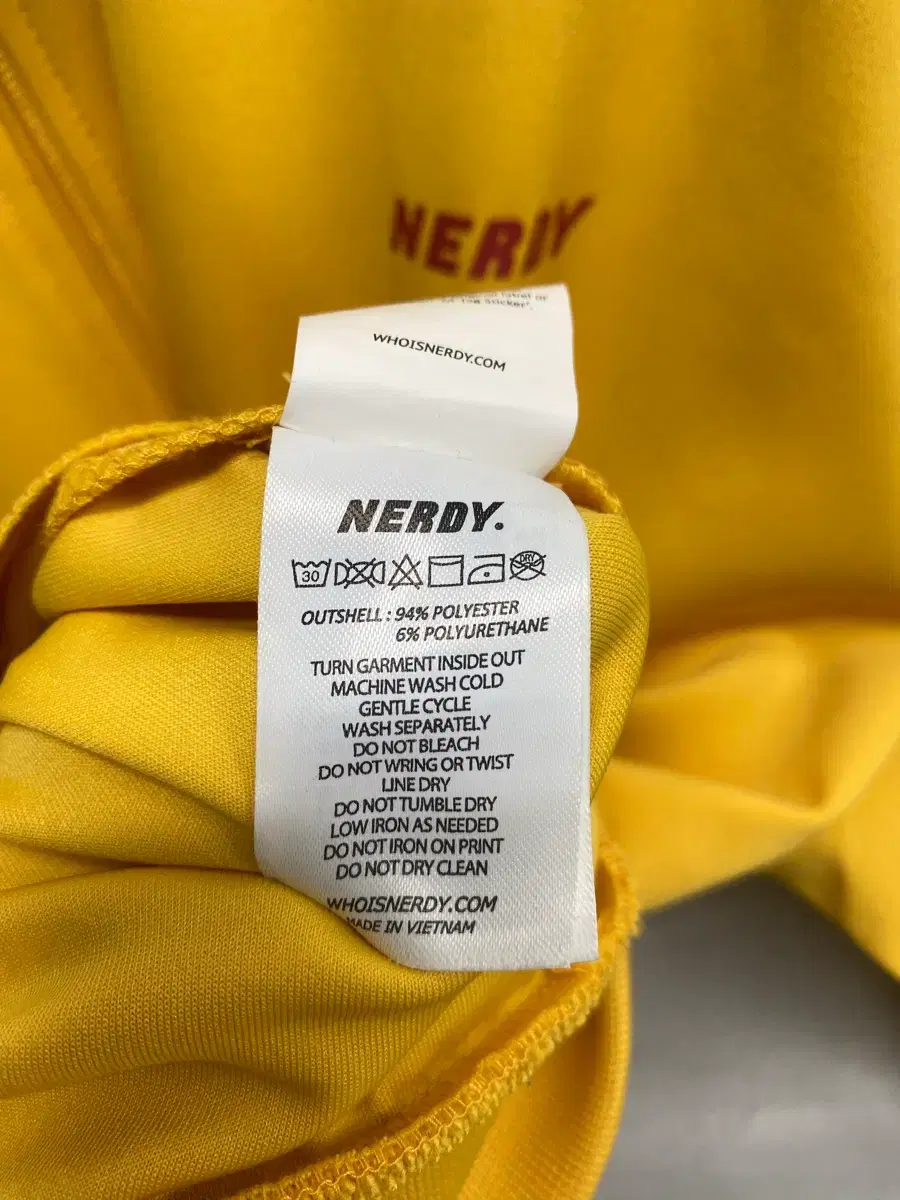 NERDY
sticker'.
WHOISNERDY.COM
NERDY.
30 DRY
OUTSHELL : 94% POLYESTER
6% POLYURETHANE
TURN GARMENT INSIDE OUT
MACHINE WASH COLD
GENTLE CYCLE
WASH SEPARATELY
DO NOT BLEACH
DO NOT WRING OR TWIST
LINE DRY
DO NOT TUMBLE DRY
LOW IRON AS NEEDED
DO NOT IRON ON PRINT
DO NOT DRY CLEAN
WHOISNERDY.COM
MADE IN VIETNAM